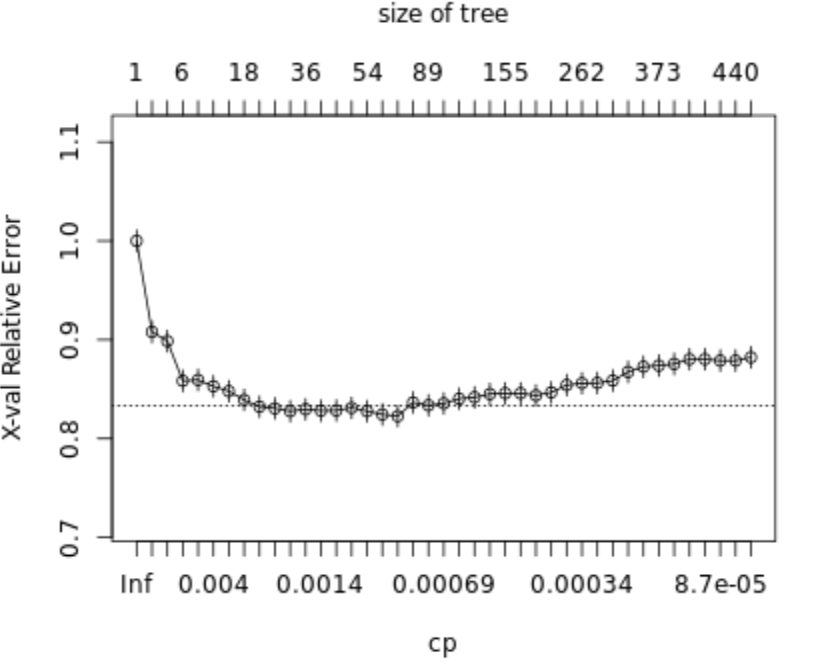 size of tree
1 6 18 36 54 89 155 262 373 440
X-val Relative Error
1.1
1.0
0.9
0.8
0.7
Inf 0.004 0.0014 0.00069 0.00034 8.7e-05
cp